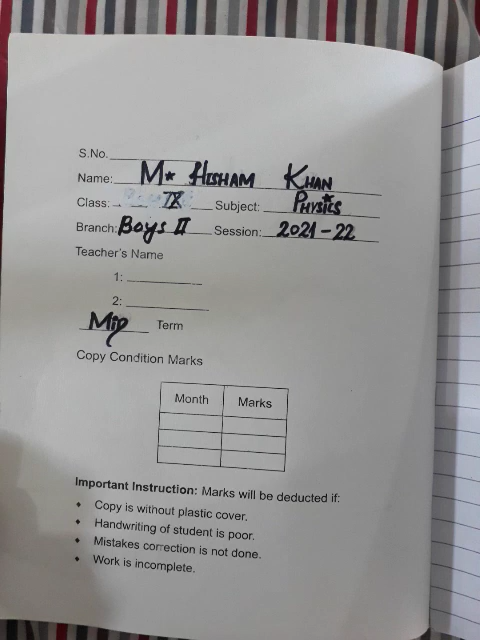 S.No.
Name: M* HISHAM KHAN
Class: IX Subject: PHYSICS
Branch: Boys II Session: 2021-22
Teacher's Name
1:
2:
Mid Term
Copy Condition Marks
Month Marks
Important Instruction: Marks will be deducted if:
• Copy is without plastic cover.
• Handwriting of student is poor.
• Mistakes correction is not done.
• Work is incomplete.